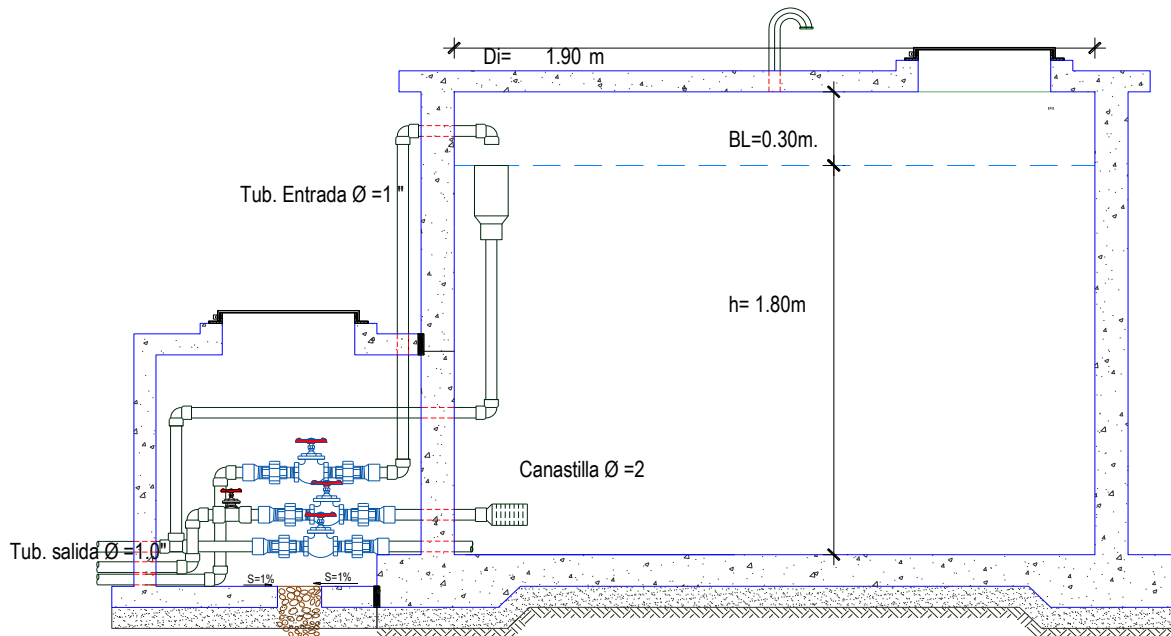 Di= 1.90 m
BL=0.30m.
Tub. Entrada Ø =1 "
h= 1.80m
Canastilla Ø =2
Tub. salida Ø =1.0"
S=1%
S=1%